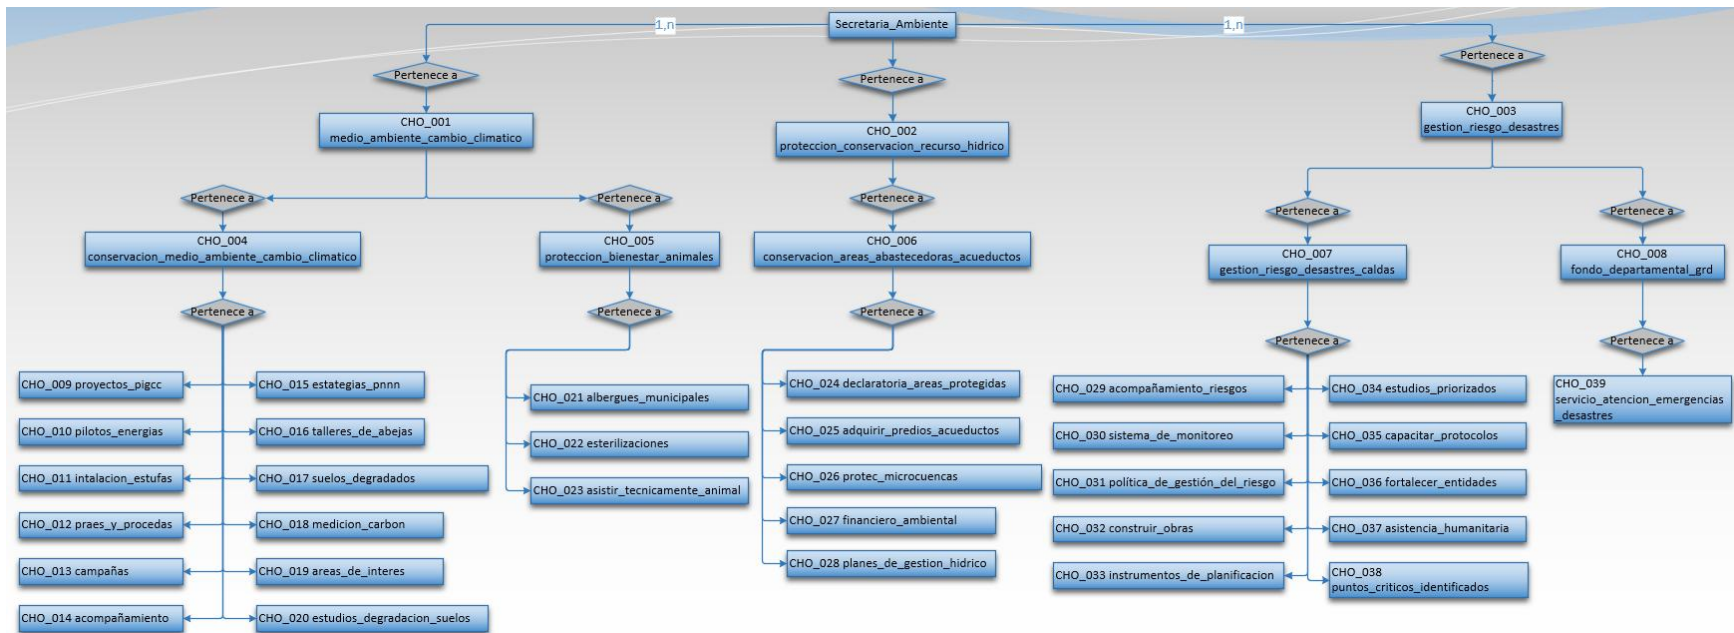 Secretaria_Ambiente
1,n
1,n
Pertenece a
Pertenece a
Pertenece a
CHO_001
medio_ambiente_cambio_climatico
CHO_002
proteccion_conservacion_recurso_hidrico
CHO_003
gestion_riesgo_desastres
Pertenece a
Pertenece a
Pertenece a
Pertenece a
Pertenece a
CHO_004
conservacion_medio_ambiente_cambio_climatico
CHO_005
proteccion_bienestar_animales
CHO_006
conservacion_areas_abastecedoras_acueductos
CHO_007
gestion_riesgo_desastres_caldas
CHO_008
fondo_departamental_grd
Pertenece a
Pertenece a
Pertenece a
Pertenece a
Pertenece a
CHO_009 proyectos_pigcc
CHO_010 pilotos_energias
CHO_011 intalacion_estufas
CHO_012 praes_y_procedas
CHO_013 campañas
CHO_014 acompañamiento
CHO_015 estategias_pnnn
CHO_016 talleres_de_abejas
CHO_017 suelos_degradados
CHO_018 medicion_carbon
CHO_019 areas_de_interes
CHO_020 estudios_degradacion_suelos
CHO_021 albergues_municipales
CHO_022 esterilizaciones
CHO_023 asistir_tecnicamente_animal
CHO_024 declaratoria_areas_protegidas
CHO_025 adquirir_predios_acueductos
CHO_026 protec_microcuencas
CHO_027 financiero_ambiental
CHO_028 planes_de_gestion_hidrico
CHO_029 acompañamiento_riesgos
CHO_030 sistema_de_monitoreo
CHO_031 política_de_gestión_del_riesgo
CHO_032 construir_obras
CHO_033 instrumentos_de_planificacion
CHO_034 estudios_priorizados
CHO_035 capacitar_protocolos
CHO_036 fortalecer_entidades
CHO_037 asistencia_humanitaria
CHO_038
puntos_criticos_identificados
CHO_039
servicio_atencion_emergencias
_desastres